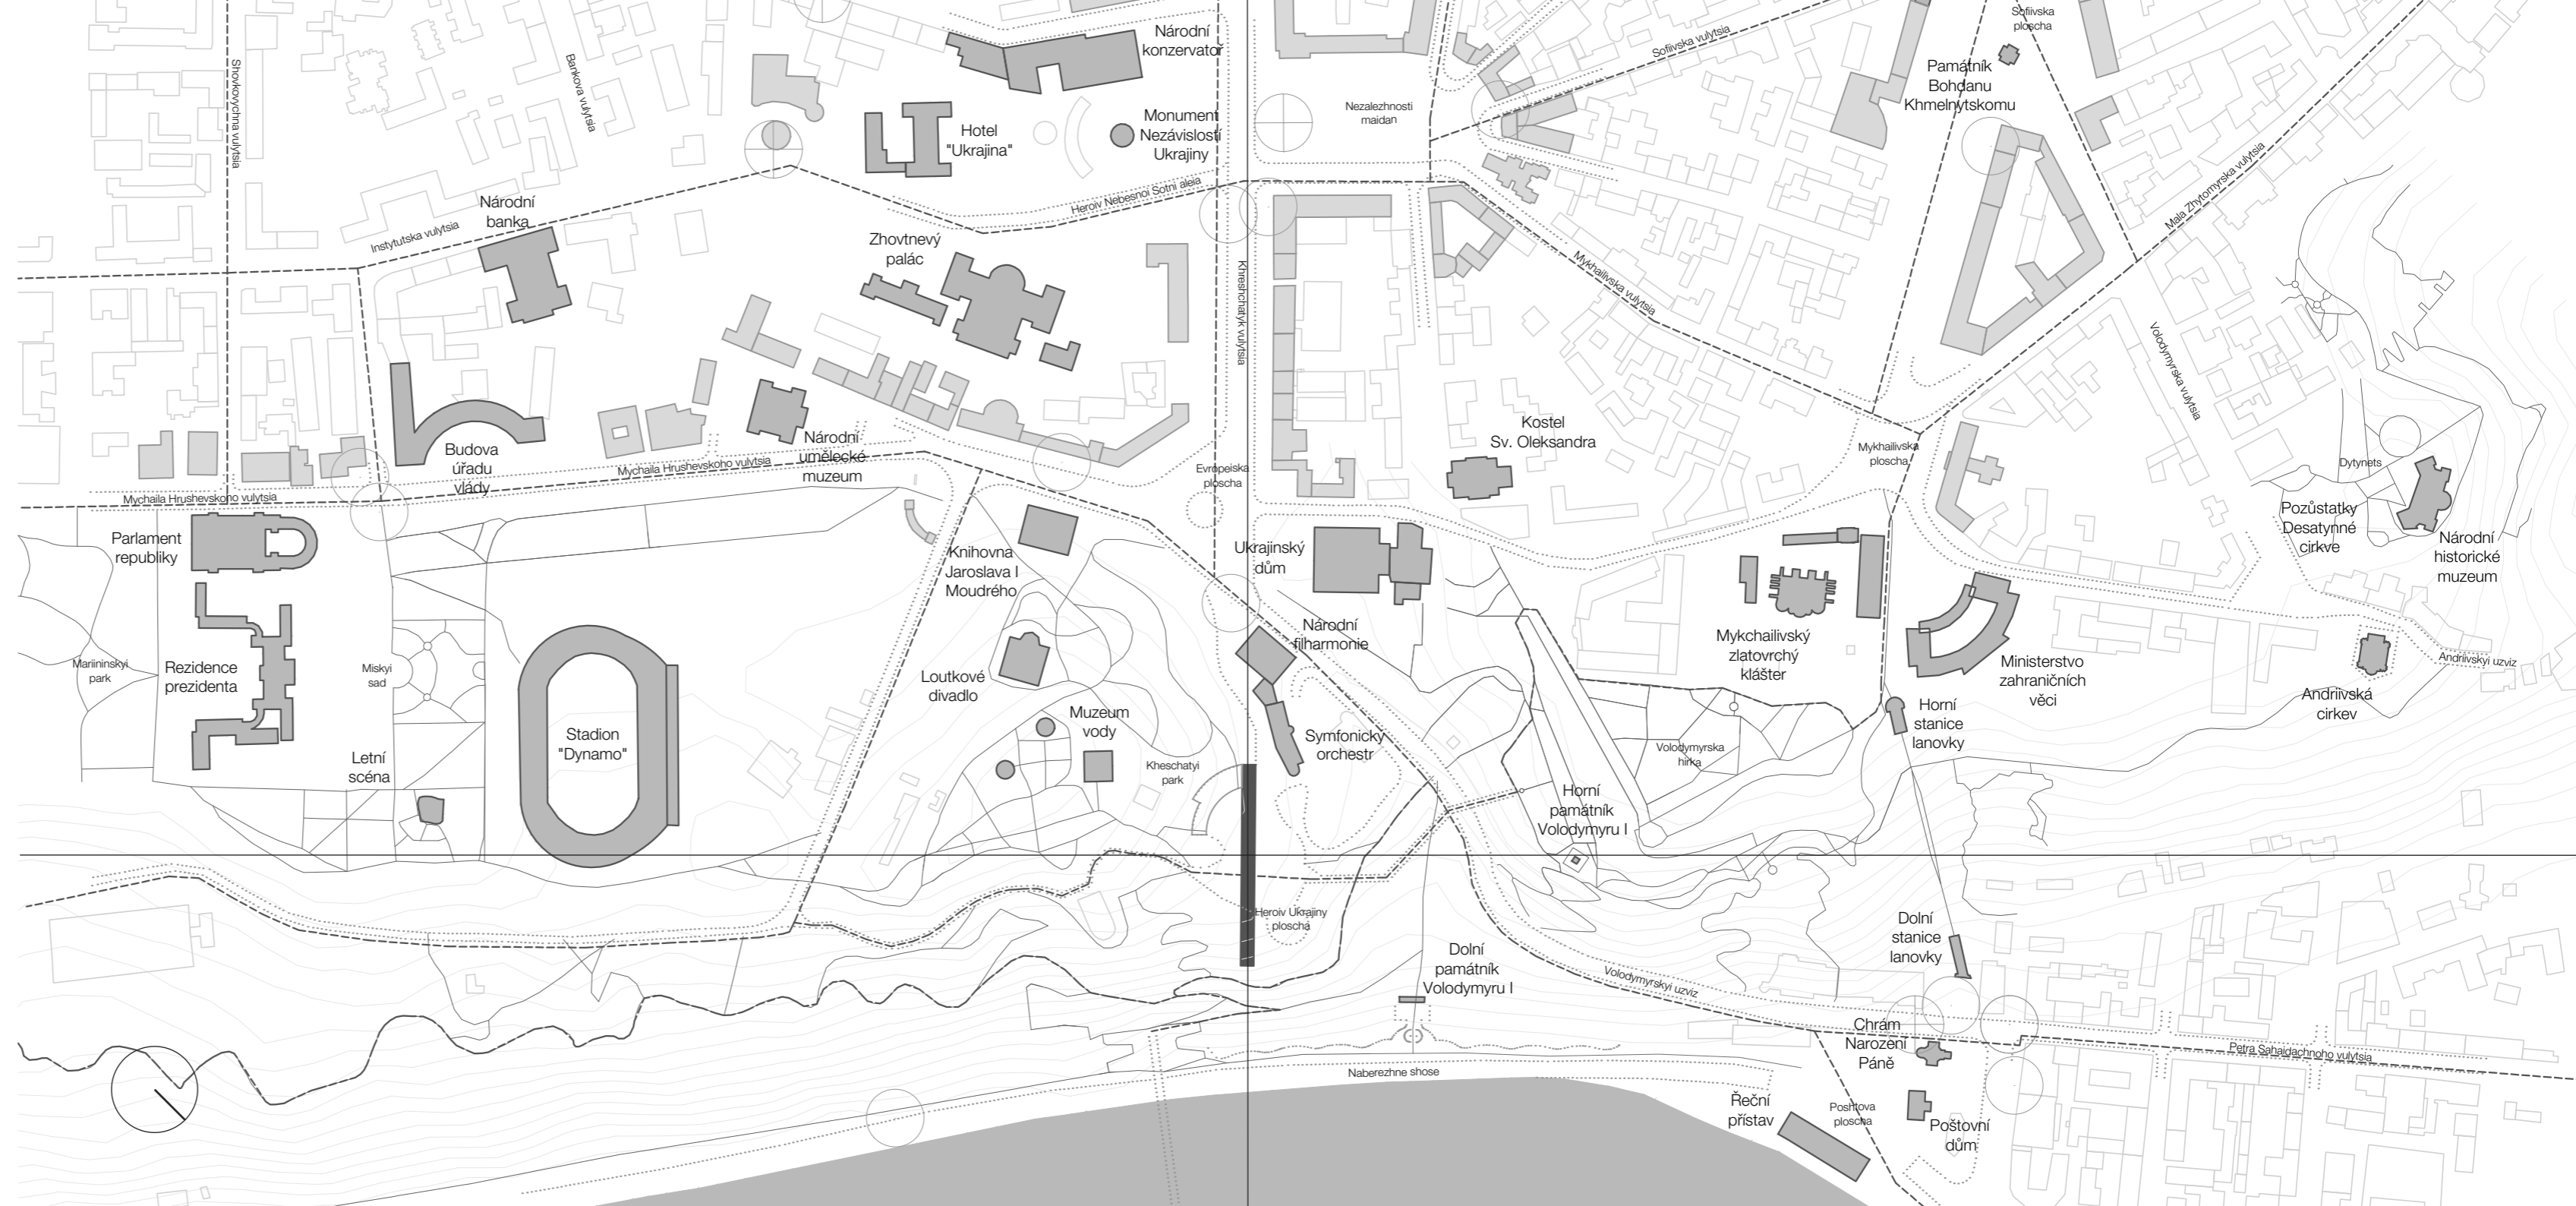 Národní
konzervatoř
Sofiivska
ploscha
Sofiivska vulytsia
Shovkovychna vulytsia
Bankova vulytsia
Památník
Bohdanu
Khmelnytskomu
Nezalezhnosti
maidan
Monument
Nezávislosti
Ukrajiny
Hotel
"Ukrajina"
Mala Zhytomyrska vulytsia
Heroiv Nebesnoi Sotni aleia
Národní
banka
Instytutska vulytsia
Zhovtnevý
palác
Mykhailivska vulytsia
Khreshchatyk vulytsia
Volodymyrska vulytsia
Kostel
Sv. Oleksandra
Budova
úřadu
vlády
Národní
umělecké
muzeum
Mykhailivska
ploscha
Mychaila Hrushevskoho vulytsia
Evropeiska
ploscha
Dytynets
Mychaila Hrushevskoho vulytsia
Pozůstatky
Desatynné
cirkve
Národní
historické
muzeum
Parlament
republiky
Knihovna
Jaroslava I
Moudrého
Ukrajinský
dům
Národní
filharmonie
Mykchailivský
zlatovrchý
klášter
Mariininskyi
park
Rezidence
prezidenta
Miskyi
sad
Loutkové
divadlo
Ministerstvo
zahraničních
věci
Andriivskyi uzviz
Andriivská
cirkev
Muzeum
vody
Horní
stanice
lanovky
Stadion
"Dynamo"
Symfonický
orchestr
Volodymyrska
hirka
Letní
scéna
Kheschatyi
park
Horní
památník
Volodymyru I
Heroiv Ukrajiny
ploscha
Dolní
stanice
lanovky
Dolní
památník
Volodymyru I
Volodymyrskyi uzviz
Chrám
Narození
Páně
Petra Sahaidachnoho vulytsia
Naberezhne shose
Řeční
přístav
Poshtova
ploscha
Poštovní
dům